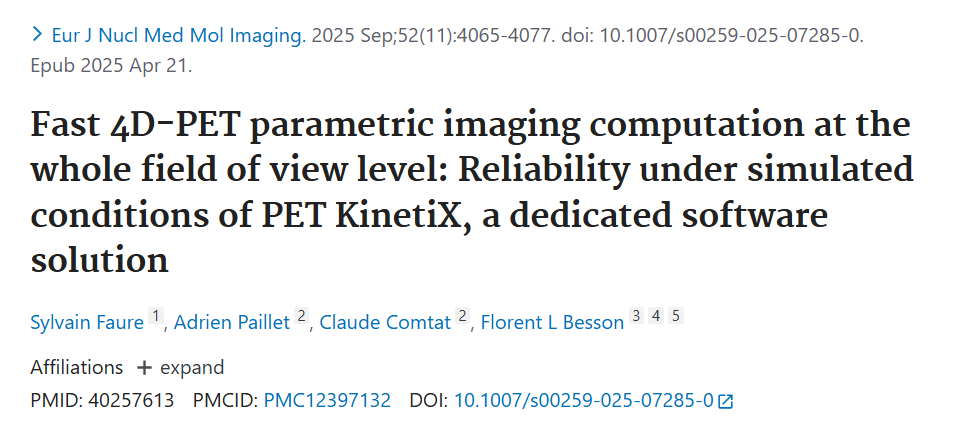 Eur J Nucl Med Mol Imaging. 2025 Sep;52(11):4065-4077. doi: 10.1007/s00259-025-07285-0.
Epub 2025 Apr 21.
Fast 4D-PET parametric imaging computation at the
whole field of view level: Reliability under simulated
conditions of PET KinetiX, a dedicated software
solution
Sylvain Faure 1, Adrien Paillet 2, Claude Comtat 2, Florent L Besson 3 4 5
Affiliations + expand
PMID: 40257613 PMCID: PMC12397132 DOI: 10.1007/s00259-025-07285-0